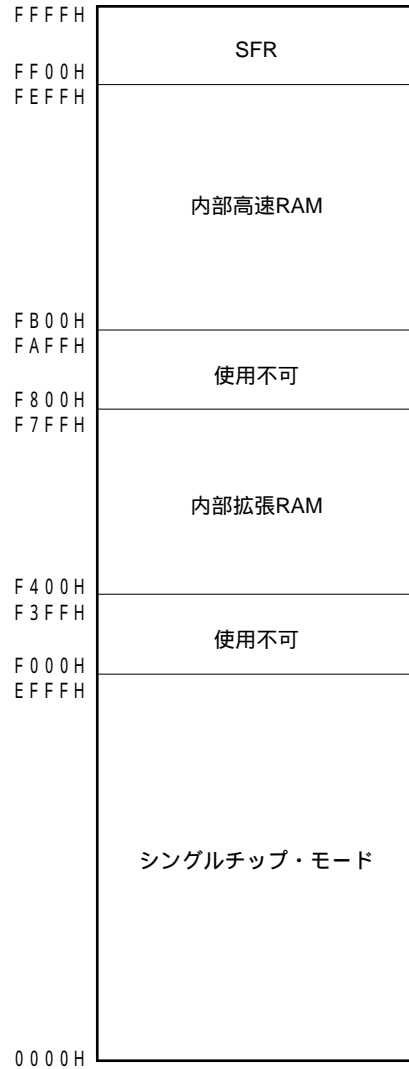 FFFFH
SFR
FF00H
FEFFH
内部高速RAM
FB00H
FAFFH
使用不可
F800H
F7FFH
内部拡張RAM
F400H
F3FFH
使用不可
F000H
EFFFH
シングルチップ・モード
0000H